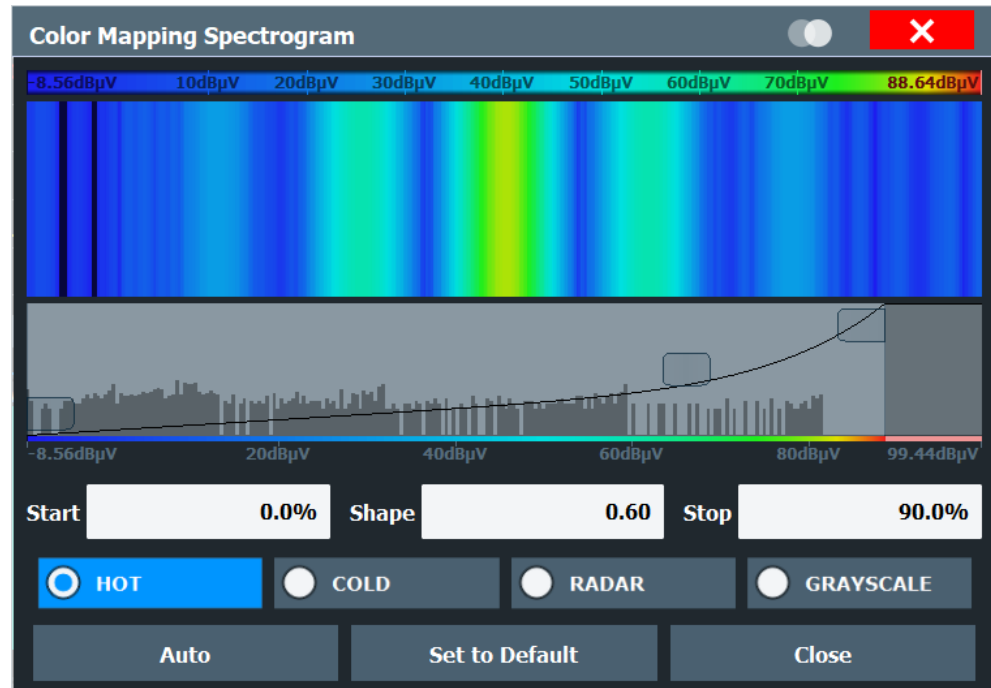 Color Mapping Spectrogram
-8.56dBµV 10dBµV 20dBµV 30dBµV 40dBµV 50dBµV 60dBµV 70dBµV 88.64dBµV
-8.56dBµV 20dBµV 40dBµV 60dBµV 80dBµV 99.44dBµV
Start 0.0% Shape 0.60 Stop 90.0%
HOT COLD RADAR GRAYSCALE
Auto Set to Default Close